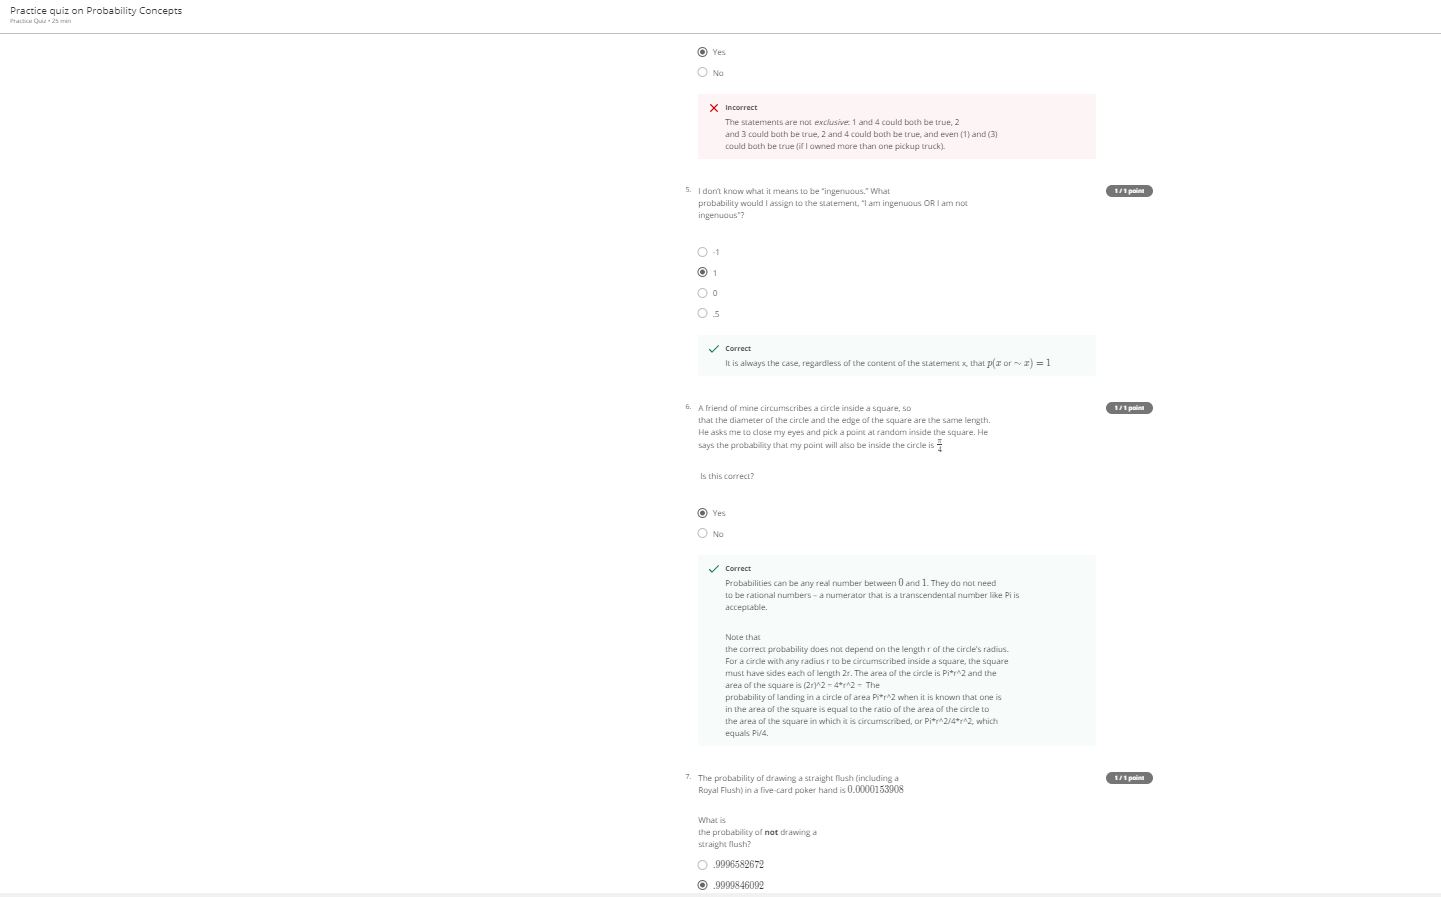 Practice quiz on Probability Concepts
Practice Quiz • 25 min
Yes
No
Incorrect
The statements are not exclusive: 1 and 4 could both be true, 2
and 3 could both be true, 2 and 4 could both be true, and even (1) and (3)
could both be true (if I owned more than one pickup truck).
5. I don't know what it means to be "ingenuous." What
1 / 1 point
probability would I assign to the statement, "I am ingenuous OR I am not
ingenuous"?
-1
1
0
.5
Correct
It is always the case, regardless of the content of the statement x, that p(x or ∼ x) = 1
6. A friend of mine circumscribes a circle inside a square, so
1 / 1 point
that the diameter of the circle and the edge of the square are the same length.
He asks me to close my eyes and pick a point at random inside the square. He
says the probability that my point will also be inside the circle is π/4
Is this correct?
Yes
No
Correct
Probabilities can be any real number between 0 and 1. They do not need
to be rational numbers – a numerator that is a transcendental number like Pi is
acceptable.
Note that
the correct probability does not depend on the length r of the circle's radius.
For a circle with any radius r to be circumscribed inside a square, the square
must have sides each of length 2r. The area of the circle is Pi*r^2 and the
area of the square is (2r)^2 = 4*r^2 = The
probability of landing in a circle of area Pi*r^2 when it is known that one is
in the area of the square is equal to the ratio of the area of the circle to
the area of the square in which it is circumscribed, or Pi*r^2/4*r^2, which
equals Pi/4.
7. The probability of drawing a straight flush (including a
1 / 1 point
Royal Flush) in a five-card poker hand is 0.0000153908
What is
the probability of not drawing a
straight flush?
.9996582672
.9999846092